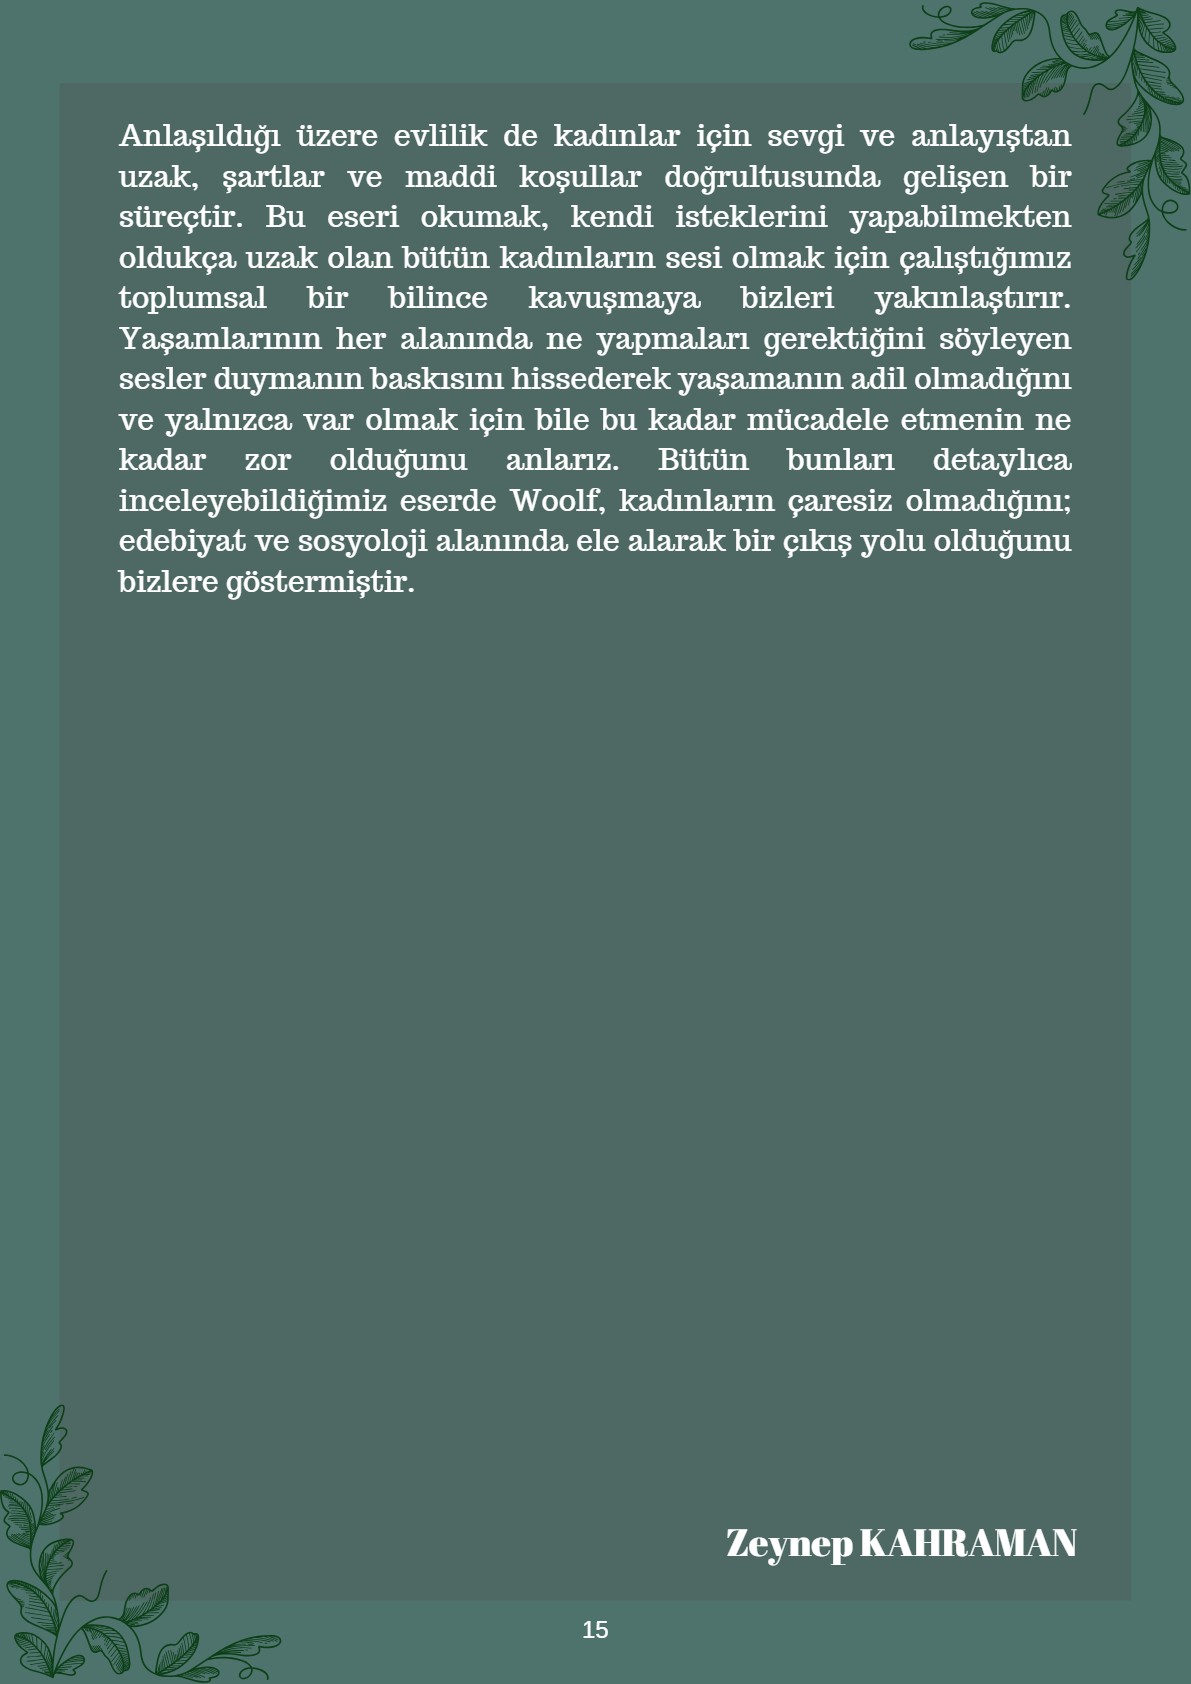 Anlaşıldığı üzere evlilik de kadınlar için sevgi ve anlayıştan
uzak, şartlar ve maddi koşullar doğrultusunda gelişen bir
süreçtir. Bu eseri okumak, kendi isteklerini yapabilmekten
oldukça uzak olan bütün kadınların sesi olmak için çalıştığımız
toplumsal bir bilince kavuşmaya bizleri yakınlaştırır.
Yaşamlarının her alanında ne yapmaları gerektiğini söyleyen
sesler duymanın baskısını hissederek yaşamanın adil olmadığını
ve yalnızca var olmak için bile bu kadar mücadele etmenin ne
kadar zor olduğunu anlarız. Bütün bunları detaylıca
inceleyebildiğimiz eserde Woolf, kadınların çaresiz olmadığını;
edebiyat ve sosyoloji alanında ele alarak bir çıkış yolu olduğunu
bizlere göstermiştir.
Zeynep KAHRAMAN
15